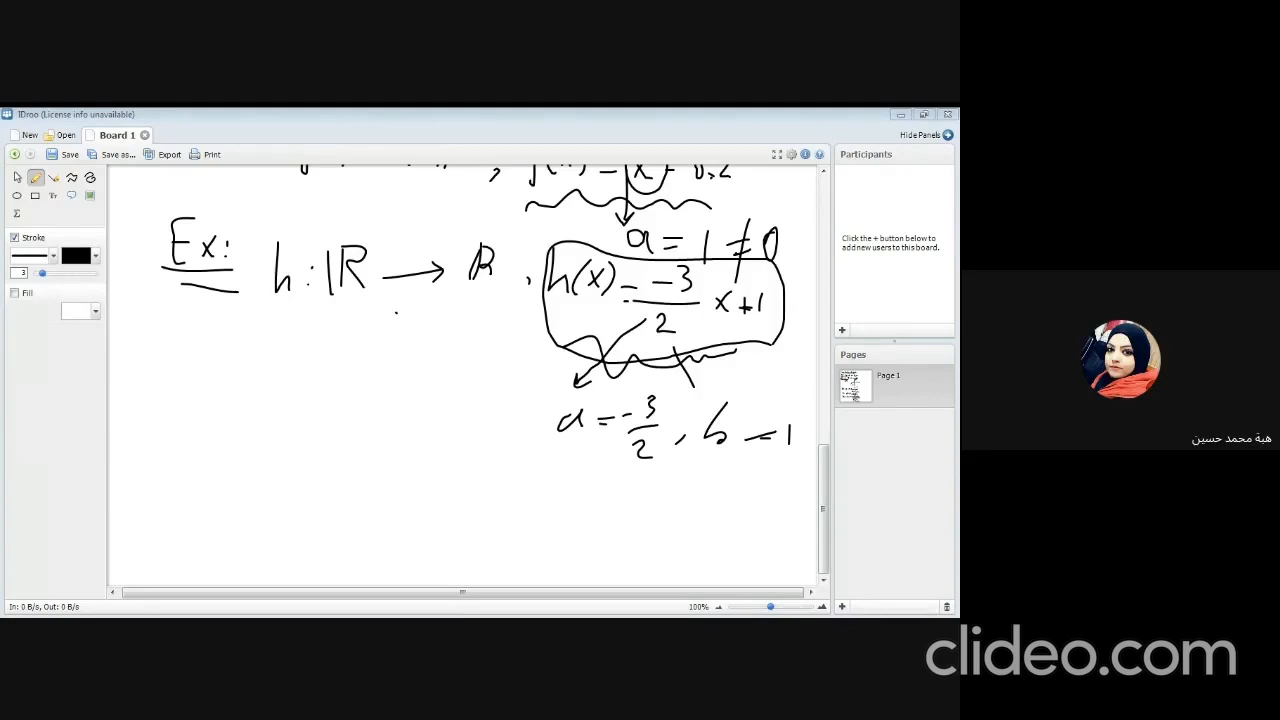 IDroo (License info unavailable)
New Open Board 1 Hide Panels
Save Save as... Export Print
Participants
Click the + button below to
add new users to this board.
Ex: h : ℝ → ℝ , h(x) = -3/2 x+1
a = 1 ≠ 0
a = -3/2 , b = 1
Stroke
3
Fill
Tт
Σ
Pages
Page 1
هبة محمد حسين
In: 0 B/s, Out: 0 B/s
100%
clideo.com